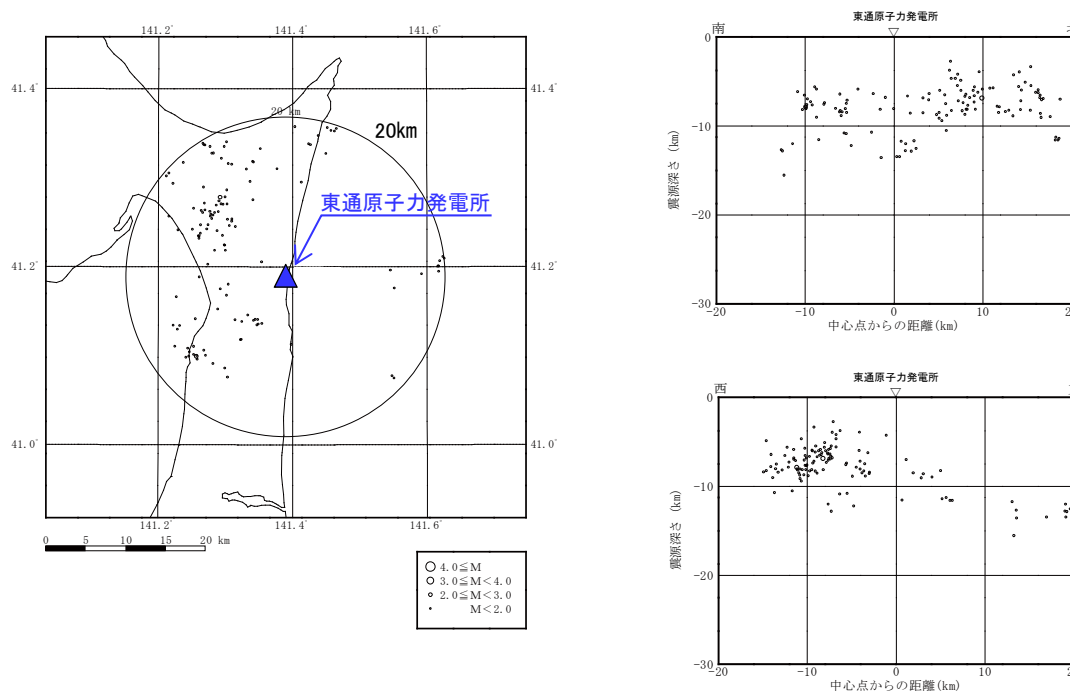 141.2° 141.4° 141.6°
41.4° 41.4°
20 km
20km
東通原子力発電所
41.2° 41.2°
41.0° 41.0°
141.2° 141.4° 141.6°
0 5 10 15 20 km
4.0≦M
3.0≦M<4.0
2.0≦M<3.0
M<2.0
東通原子力発電所
南
0
-10
-20
-30
震源深さ (km)
-20 -10 0 10
中心点からの距離(km)
東通原子力発電所
西
0
-10
-20
-30
震源深さ (km)
-10 0 10
中心点からの距離(km)